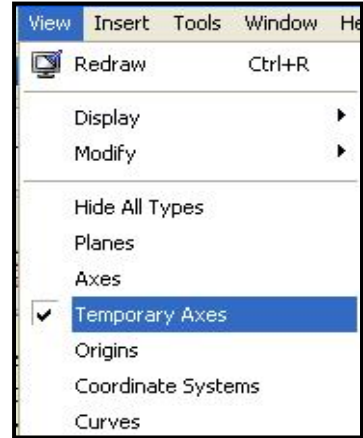 View Insert Tools Window He
Redraw Ctrl+R
Display
Modify
Hide All Types
Planes
Axes
Temporary Axes
Origins
Coordinate Systems
Curves